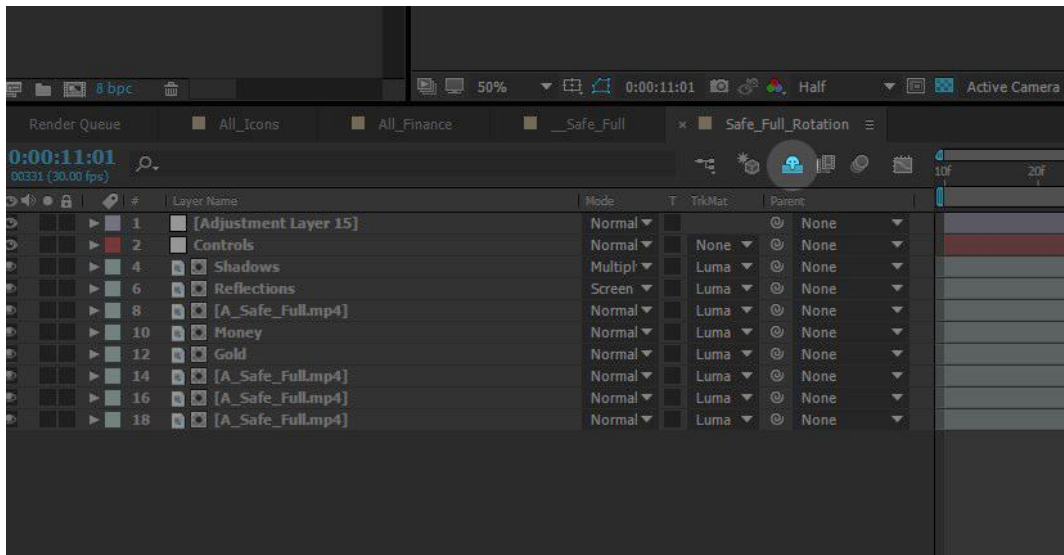 8 bpc
50% 0:00:11:01 Half Active Camera
Render Queue All_Icons All_Finance __Safe_Full × Safe_Full_Rotation
0:00:11:01
00331 (30.00 fps)
10f 20f
# Layer Name Mode T TrkMat Parent
1 [Adjustment Layer 15] Normal None
2 Controls Normal None None
4 Shadows Multipl Luma None
6 Reflections Screen Luma None
8 [A_Safe_Full.mp4] Normal Luma None
10 Money Normal Luma None
12 Gold Normal Luma None
14 [A_Safe_Full.mp4] Normal Luma None
16 [A_Safe_Full.mp4] Normal Luma None
18 [A_Safe_Full.mp4] Normal Luma None